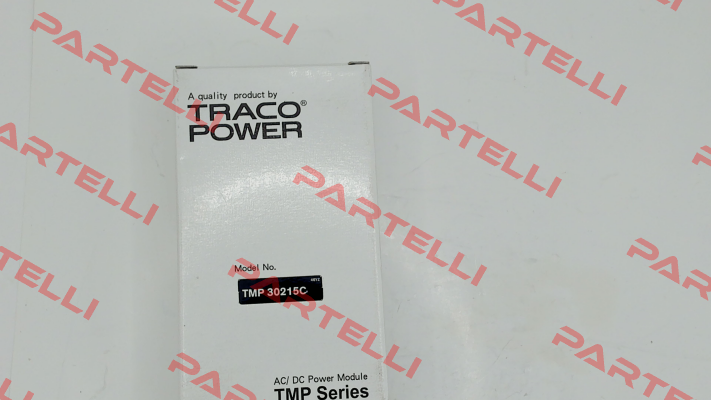 A quality product by
TRACO®
POWER
Model No.
TMP 30215C
AC/ DC Power Module
TMP Series
PARTELLI
PARTELLI
PARTELLI
PARTELLI
PARTELLI
PARTELLI
PARTELLI
PARTELLI
PARTELLI